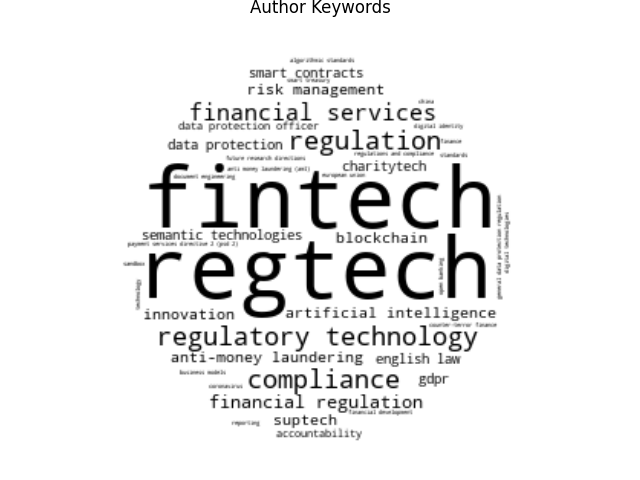 Author Keywords
algorithmic standards
smart contracts
smart treasury
risk management
china
financial services
data protection officer
digital identity
data protection
regulation
finance
future research directions
regulations and compliance
standards
anti money laundering (aml)
charitytech
document engineering
european union
fintech
general data protection regulation
digital technologies
semantic technologies
blockchain
payment services directive 2 (psd 2)
regtech
sandbox
open banking
technology
innovation
artificial intelligence
counter-terror finance
regulatory technology
anti-money laundering
english law
business models
compliance
gdpr
coronavirus
financial regulation
financial development
reporting
suptech
accountability